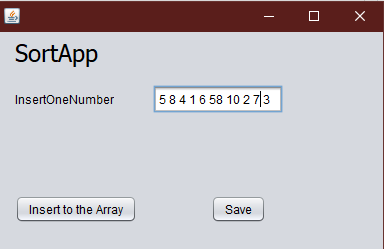 SortApp
InsertOneNumber
5 8 4 1 6 58 10 2 7 3
Insert to the Array
Save